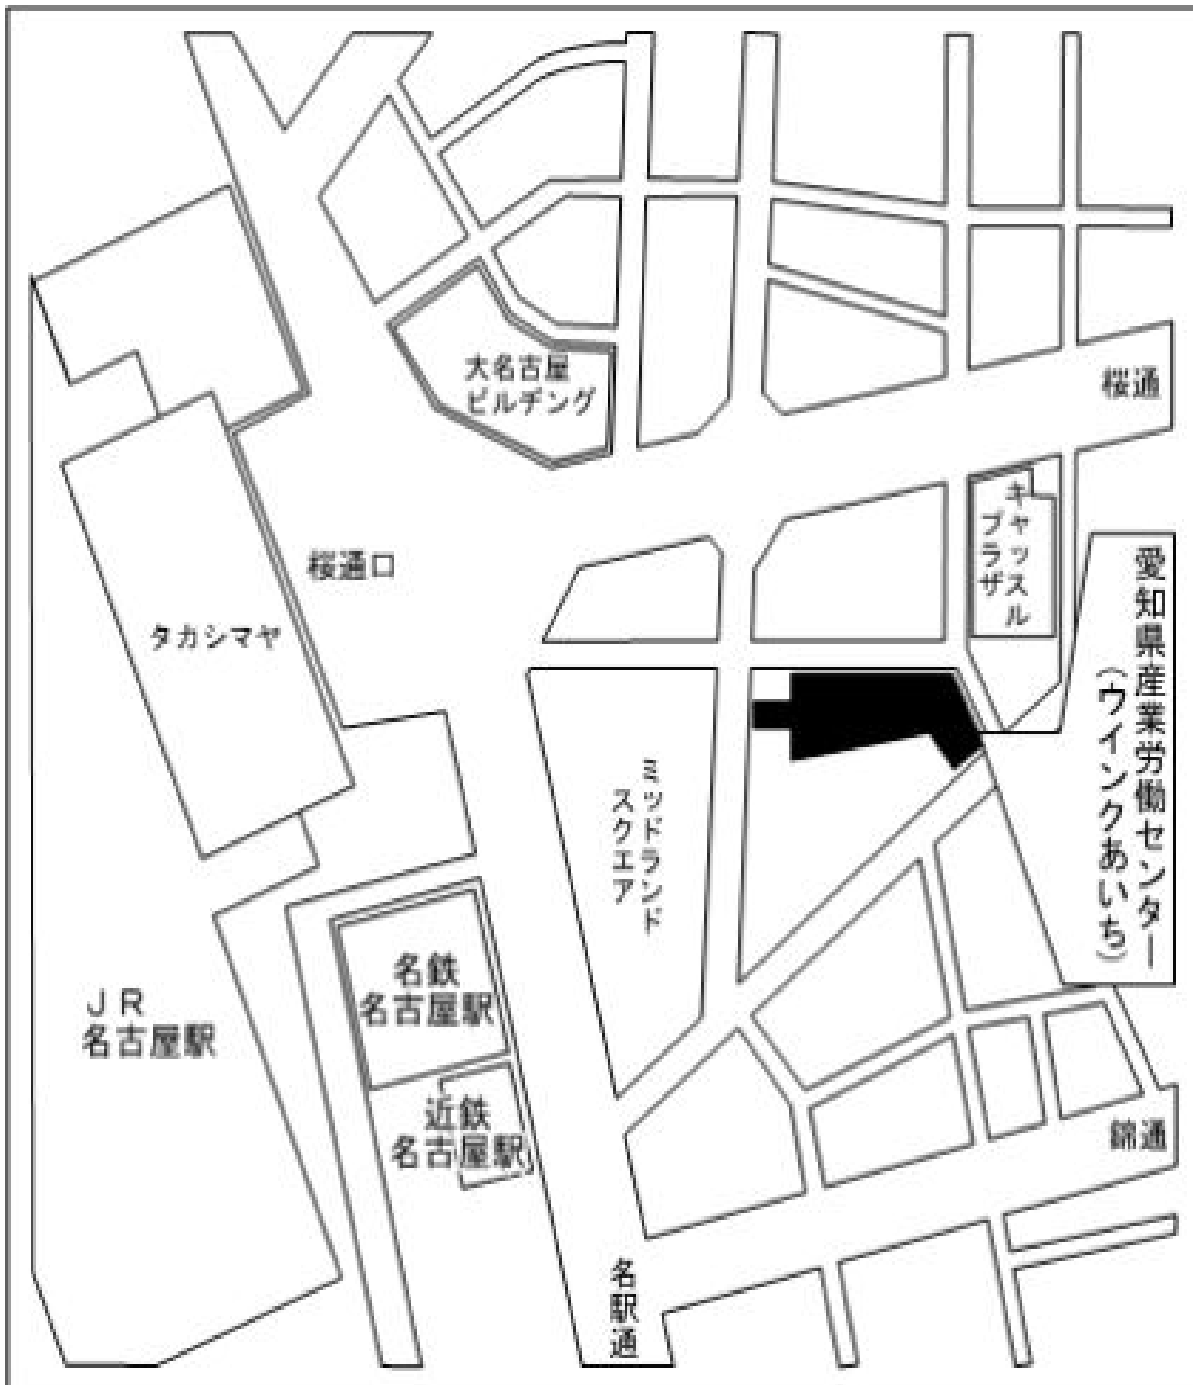 大名古屋
ビルヂング
桜通
キャッスル
プラザ
桜通口
タカシマヤ
愛知県産業労働センター
(ウインクあいち)
ミッドランド
スクエア
名鉄
名古屋駅
JR
名古屋駅
近鉄
名古屋駅
錦通
名駅通